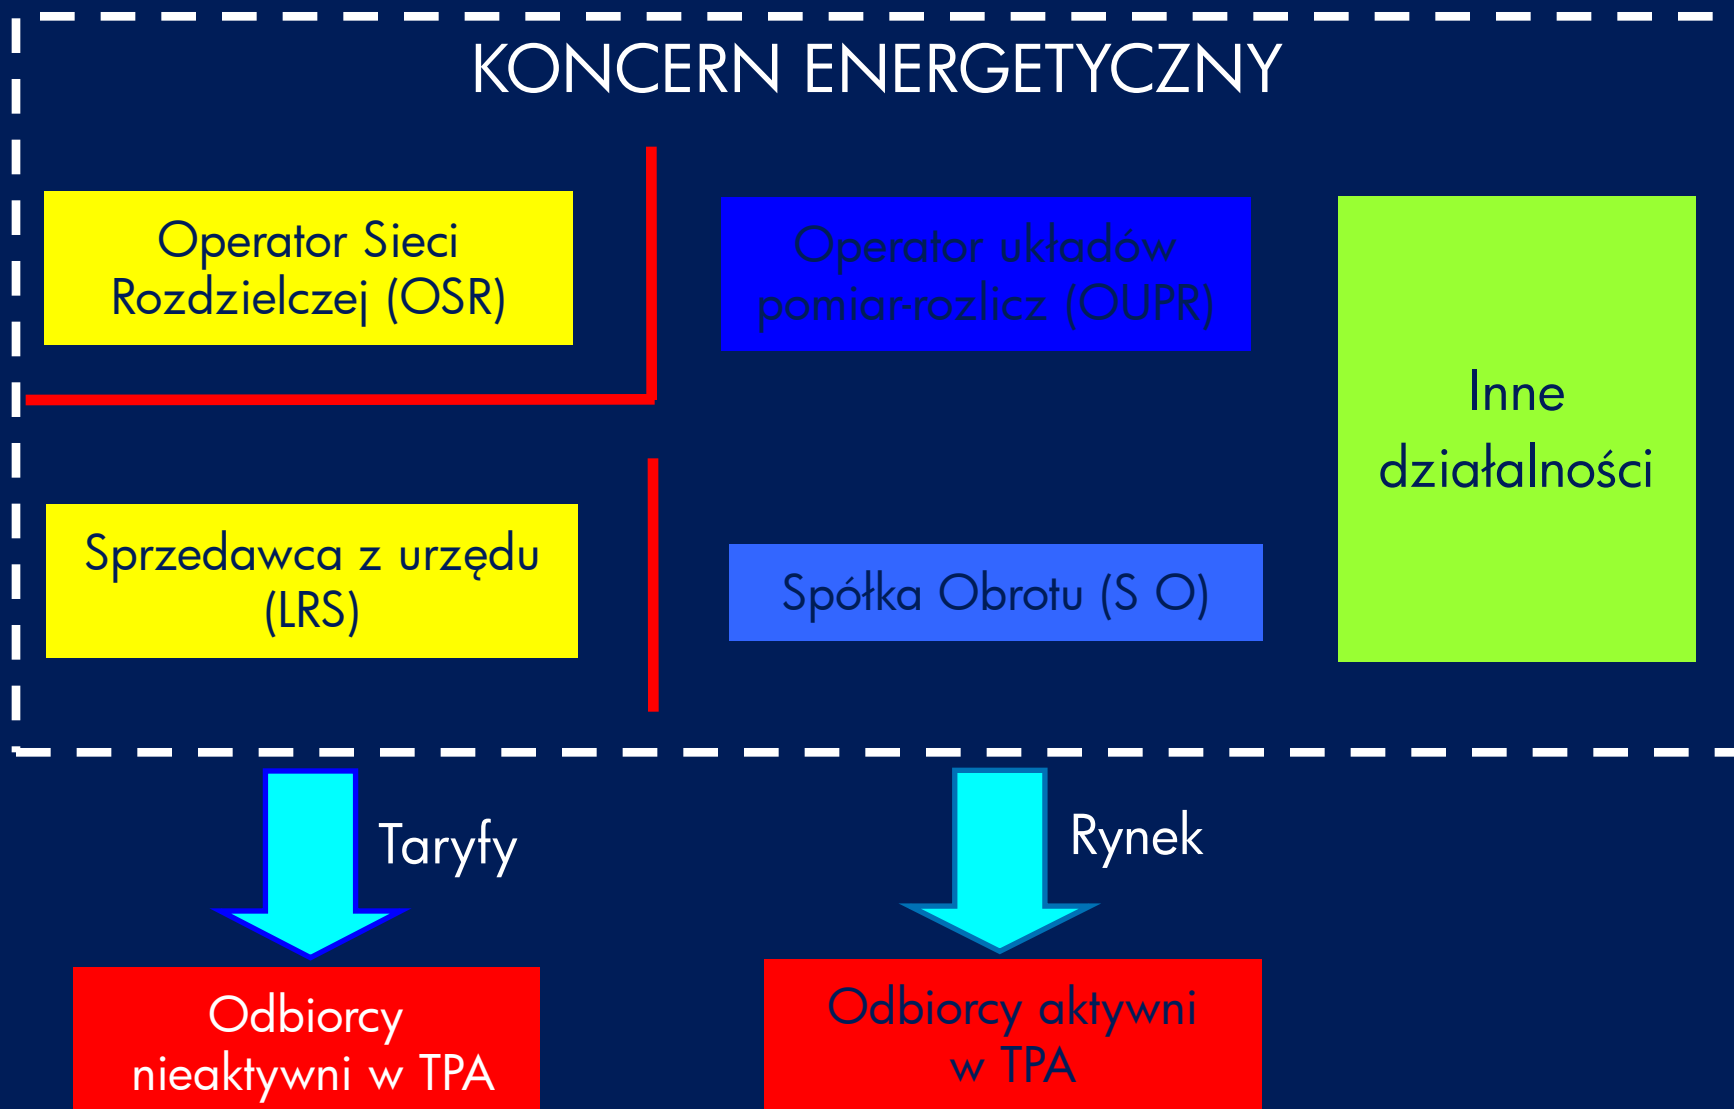 KONCERN ENERGETYCZNY
Operator Sieci
Rozdzielczej (OSR)
Operator układów
pomiar-rozlicz (OUPR)
Inne
działalności
Sprzedawca z urzędu
(LRS)
Spółka Obrotu (S O)
Taryfy
Rynek
Odbiorcy
nieaktywni w TPA
Odbiorcy aktywni
w TPA